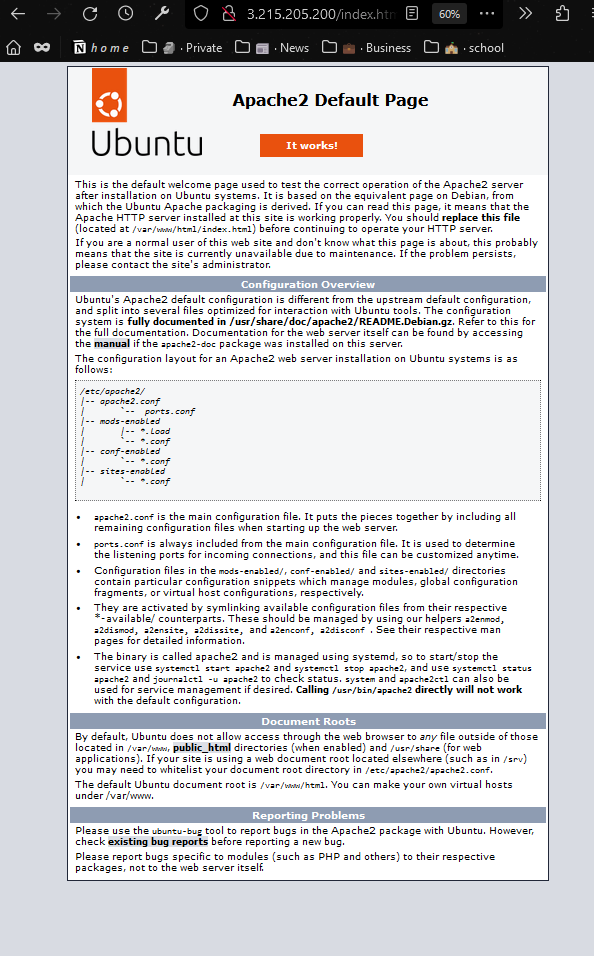 3.215.205.200/index.htm
60%
home
· Private
· News
· Business
· school
Apache2 Default Page
Ubuntu
It works!
This is the default welcome page used to test the correct operation of the Apache2 server
after installation on Ubuntu systems. It is based on the equivalent page on Debian, from
which the Ubuntu Apache packaging is derived. If you can read this page, it means that the
Apache HTTP server installed at this site is working properly. You should replace this file
(located at /var/www/html/index.html) before continuing to operate your HTTP server.
If you are a normal user of this web site and don't know what this page is about, this probably
means that the site is currently unavailable due to maintenance. If the problem persists,
please contact the site's administrator.
Configuration Overview
Ubuntu's Apache2 default configuration is different from the upstream default configuration,
and split into several files optimized for interaction with Ubuntu tools. The configuration
system is fully documented in /usr/share/doc/apache2/README.Debian.gz. Refer to this for
the full documentation. Documentation for the web server itself can be found by accessing
the manual if the apache2-doc package was installed on this server.
The configuration layout for an Apache2 web server installation on Ubuntu systems is as
follows:
/etc/apache2/
|-- apache2.conf
|       `--  ports.conf
|-- mods-enabled
|       |-- *.load
|       `-- *.conf
|-- conf-enabled
|       `-- *.conf
|-- sites-enabled
|       `-- *.conf
• apache2.conf is the main configuration file. It puts the pieces together by including all
remaining configuration files when starting up the web server.
• ports.conf is always included from the main configuration file. It is used to determine
the listening ports for incoming connections, and this file can be customized anytime.
• Configuration files in the mods-enabled/, conf-enabled/ and sites-enabled/ directories
contain particular configuration snippets which manage modules, global configuration
fragments, or virtual host configurations, respectively.
• They are activated by symlinking available configuration files from their respective
*-available/ counterparts. These should be managed by using our helpers a2enmod,
a2dismod, a2ensite, a2dissite, and a2enconf, a2disconf . See their respective man
pages for detailed information.
• The binary is called apache2 and is managed using systemd, so to start/stop the
service use systemctl start apache2 and systemctl stop apache2, and use systemctl status
apache2 and journalctl -u apache2 to check status. system and apache2ctl can also be
used for service management if desired. Calling /usr/bin/apache2 directly will not work
with the default configuration.
Document Roots
By default, Ubuntu does not allow access through the web browser to any file outside of those
located in /var/www, public_html directories (when enabled) and /usr/share (for web
applications). If your site is using a web document root located elsewhere (such as in /srv)
you may need to whitelist your document root directory in /etc/apache2/apache2.conf.
The default Ubuntu document root is /var/www/html. You can make your own virtual hosts
under /var/www.
Reporting Problems
Please use the ubuntu-bug tool to report bugs in the Apache2 package with Ubuntu. However,
check existing bug reports before reporting a new bug.
Please report bugs specific to modules (such as PHP and others) to their respective
packages, not to the web server itself.